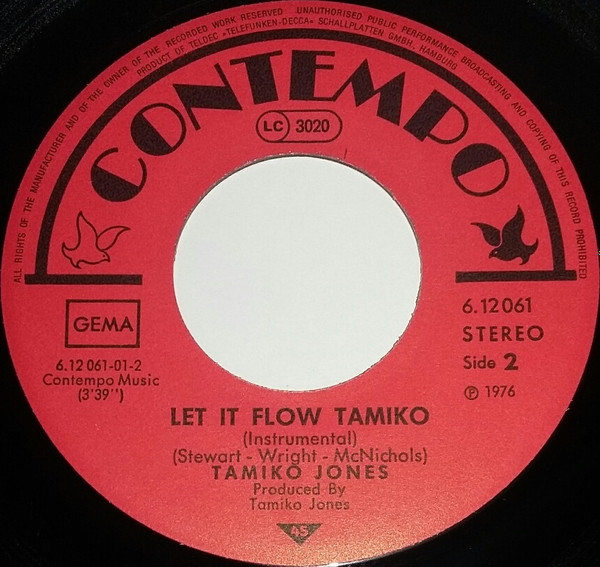 ALL RIGHTS OF THE MANUFACTURER AND OF THE OWNER OF THE RECORDED WORK RESERVED . UNAUTHORISED PUBLIC PERFORMANCE BROADCASTING AND COPYING OF THIS RECORD PROHIBITED
PRODUCT OF TELDEC »TELEFUNKEN-DECCA« SCHALLPLATTEN GMBH. HAMBURG
CONTEMPO
LC 3020
GEMA
6.12 061-01-2
Contempo Music
(3'39")
6.12 061
STEREO
Side 2
℗ 1976
LET IT FLOW TAMIKO
(Instrumental)
(Stewart - Wright - McNichols)
TAMIKO JONES
Produced By
Tamiko Jones
45